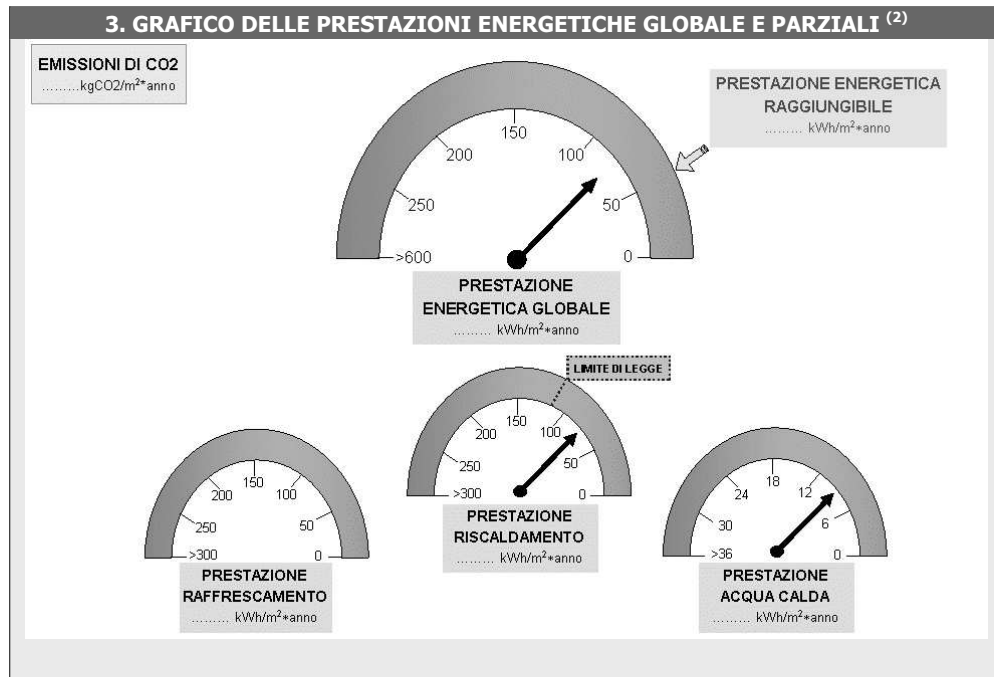 3. GRAFICO DELLE PRESTAZIONI ENERGETICHE GLOBALE E PARZIALI (2)
EMISSIONI DI CO2
.........kgCO2/m²*anno
PRESTAZIONE ENERGETICA
RAGGIUNGIBILE
......... kWh/m²*anno
>600
250
200
150
100
50
0
PRESTAZIONE
ENERGETICA GLOBALE
......... kWh/m²*anno
LIMITE DI LEGGE
>300
250
200
150
100
50
0
PRESTAZIONE
RISCALDAMENTO
......... kWh/m²*anno
>300
250
200
150
100
50
0
PRESTAZIONE
RAFFRESCAMENTO
......... kWh/m²*anno
>36
30
24
18
12
6
0
PRESTAZIONE
ACQUA CALDA
......... kWh/m²*anno